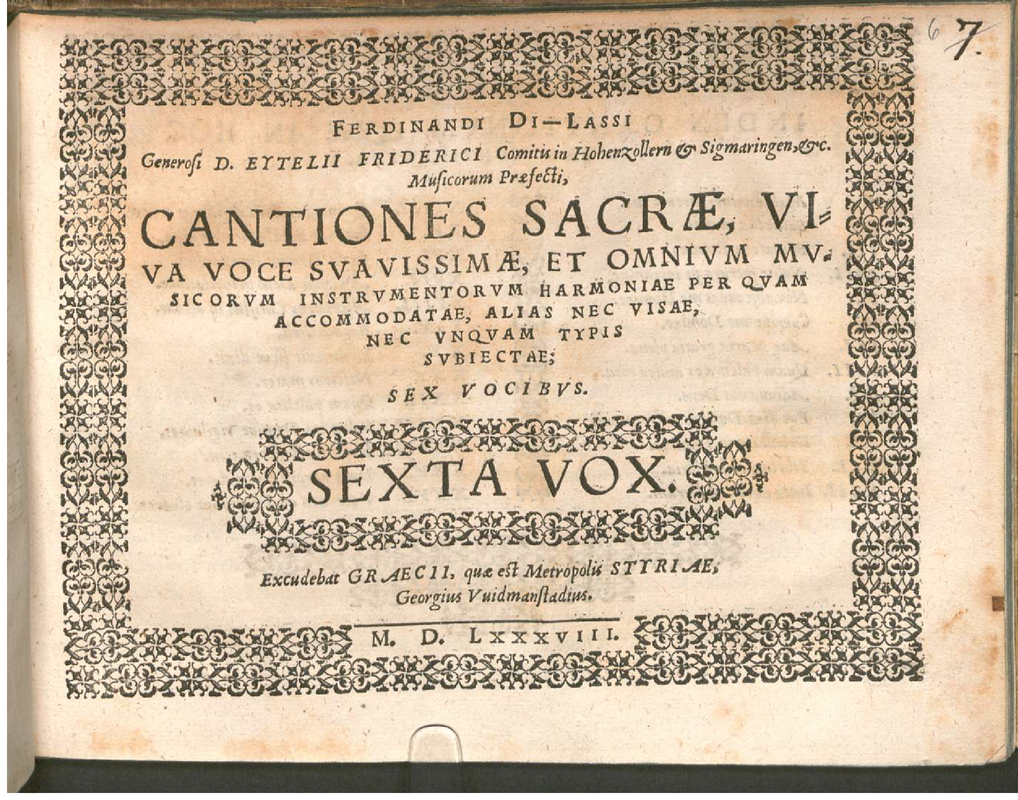 6 7.
FERDINANDI DI-LASSI
Generosi D. EYTELII FRIDERICI Comitis in Hohenzollern & Sigmaringen, &c.
Musicorum Præfecti,
CANTIONES SACRÆ, VI=
VA VOCE SVAVISSIMÆ, ET OMNIVM MV=
SICORVM INSTRVMENTORVM HARMONIAE PER QVAM
ACCOMMODATAE, ALIAS NEC VISAE,
NEC VNQVAM TYPIS
SVBIECTAE;
SEX VOCIBVS.
SEXTA VOX.
Excudebat GRAECII, quæ est Metropolis STYRIAE,
Georgius Vuidmanstadius.
M. D. LXXXVIII.